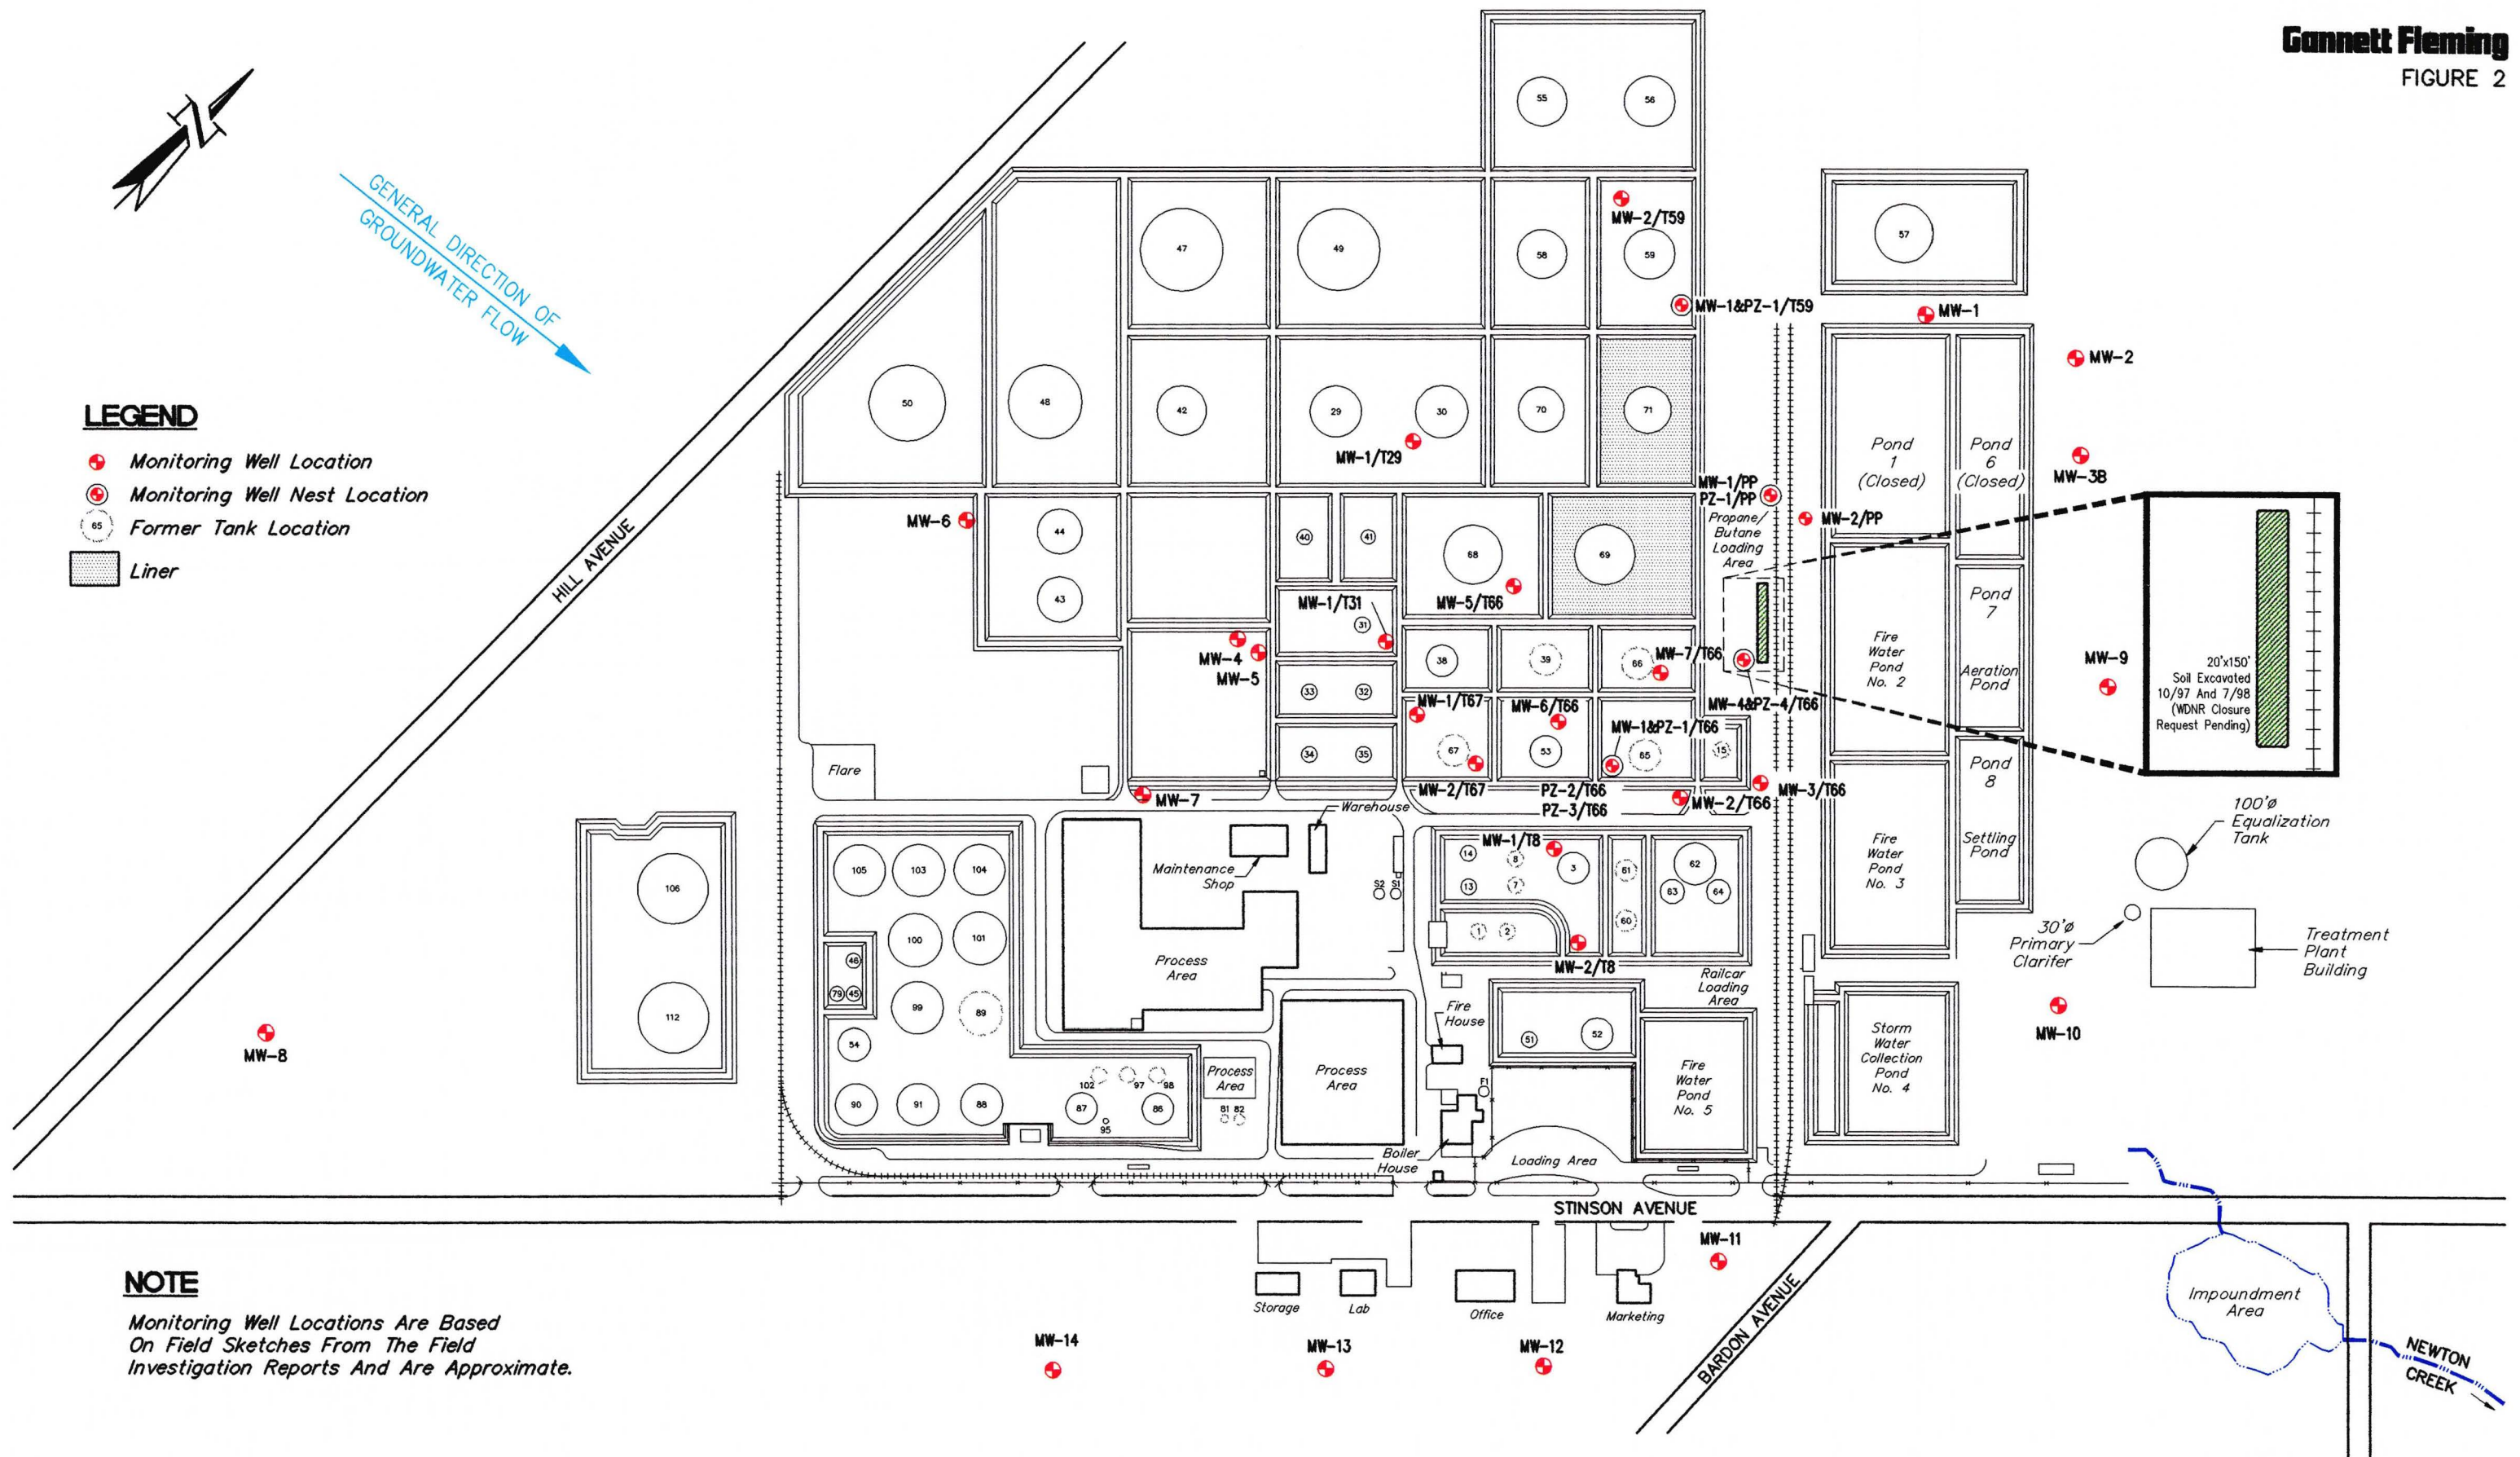 Gannett Fleming
FIGURE 2
N
GENERAL DIRECTION OF
GROUNDWATER FLOW
LEGEND
Monitoring Well Location
Monitoring Well Nest Location
65
Former Tank Location
Liner
HILL AVENUE
55
56
47
49
58
MW-2/T59
59
57
MW-1&PZ-1/T59
MW-1
MW-2
50
48
42
29
30
70
71
MW-1/T29
Pond
1
(Closed)
Pond
6
(Closed)
MW-3B
MW-1/PP
PZ-1/PP
MW-2/PP
Propane/
Butane
Loading
Area
MW-6
44
43
40
41
68
69
MW-5/T66
MW-1/T31
31
Pond
7
Aeration
Pond
Fire
Water
Pond
No. 2
MW-4
MW-5
38
39
66
MW-7/T66
MW-9
20'x150'
Soil Excavated
10/97 And 7/98
(WDNR Closure
Request Pending)
33
32
MW-1/T67
MW-6/T66
MW-4&PZ-4/T66
MW-1&PZ-1/T66
34
35
67
53
65
15
Flare
Pond
8
Settling
Pond
MW-7
MW-2/T67
PZ-2/T66
PZ-3/T66
MW-2/T66
MW-3/T66
Warehouse
Maintenance
Shop
100'ø
Equalization
Tank
106
112
105
103
104
100
101
46
79
45
99
89
54
90
91
88
102
97
98
87
86
95
S2
S1
MW-1/T8
14
8
3
13
7
1
2
61
60
62
63
64
MW-2/T8
Fire
Water
Pond
No. 3
Process
Area
Railcar
Loading
Area
30'ø
Primary
Clarifer
Treatment
Plant
Building
MW-8
MW-10
Fire
House
51
52
Storm
Water
Collection
Pond
No. 4
Process
Area
81
82
Process
Area
F1
Fire
Water
Pond
No. 5
Boiler
House
Loading Area
STINSON AVENUE
MW-11
Storage
Lab
Office
Marketing
BARDON AVENUE
Impoundment
Area
NEWTON
CREEK
MW-14
MW-13
MW-12
NOTE
Monitoring Well Locations Are Based
On Field Sketches From The Field
Investigation Reports And Are Approximate.